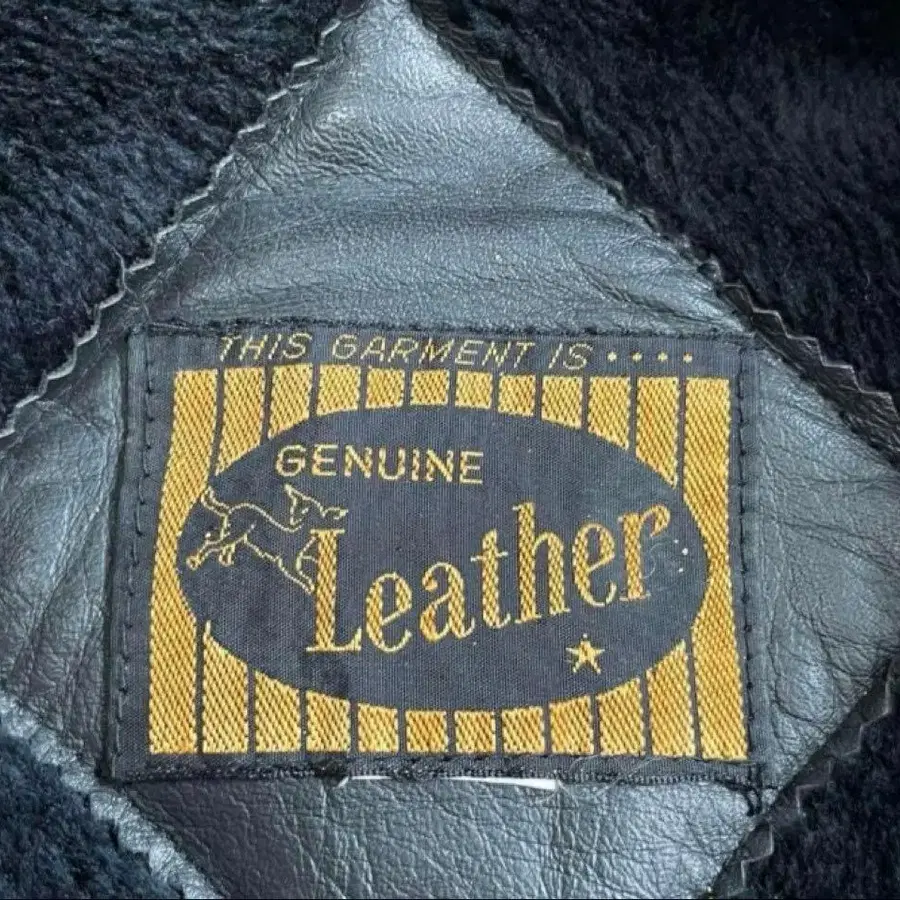 THIS GARMENT IS • • • •
GENUINE
Leather